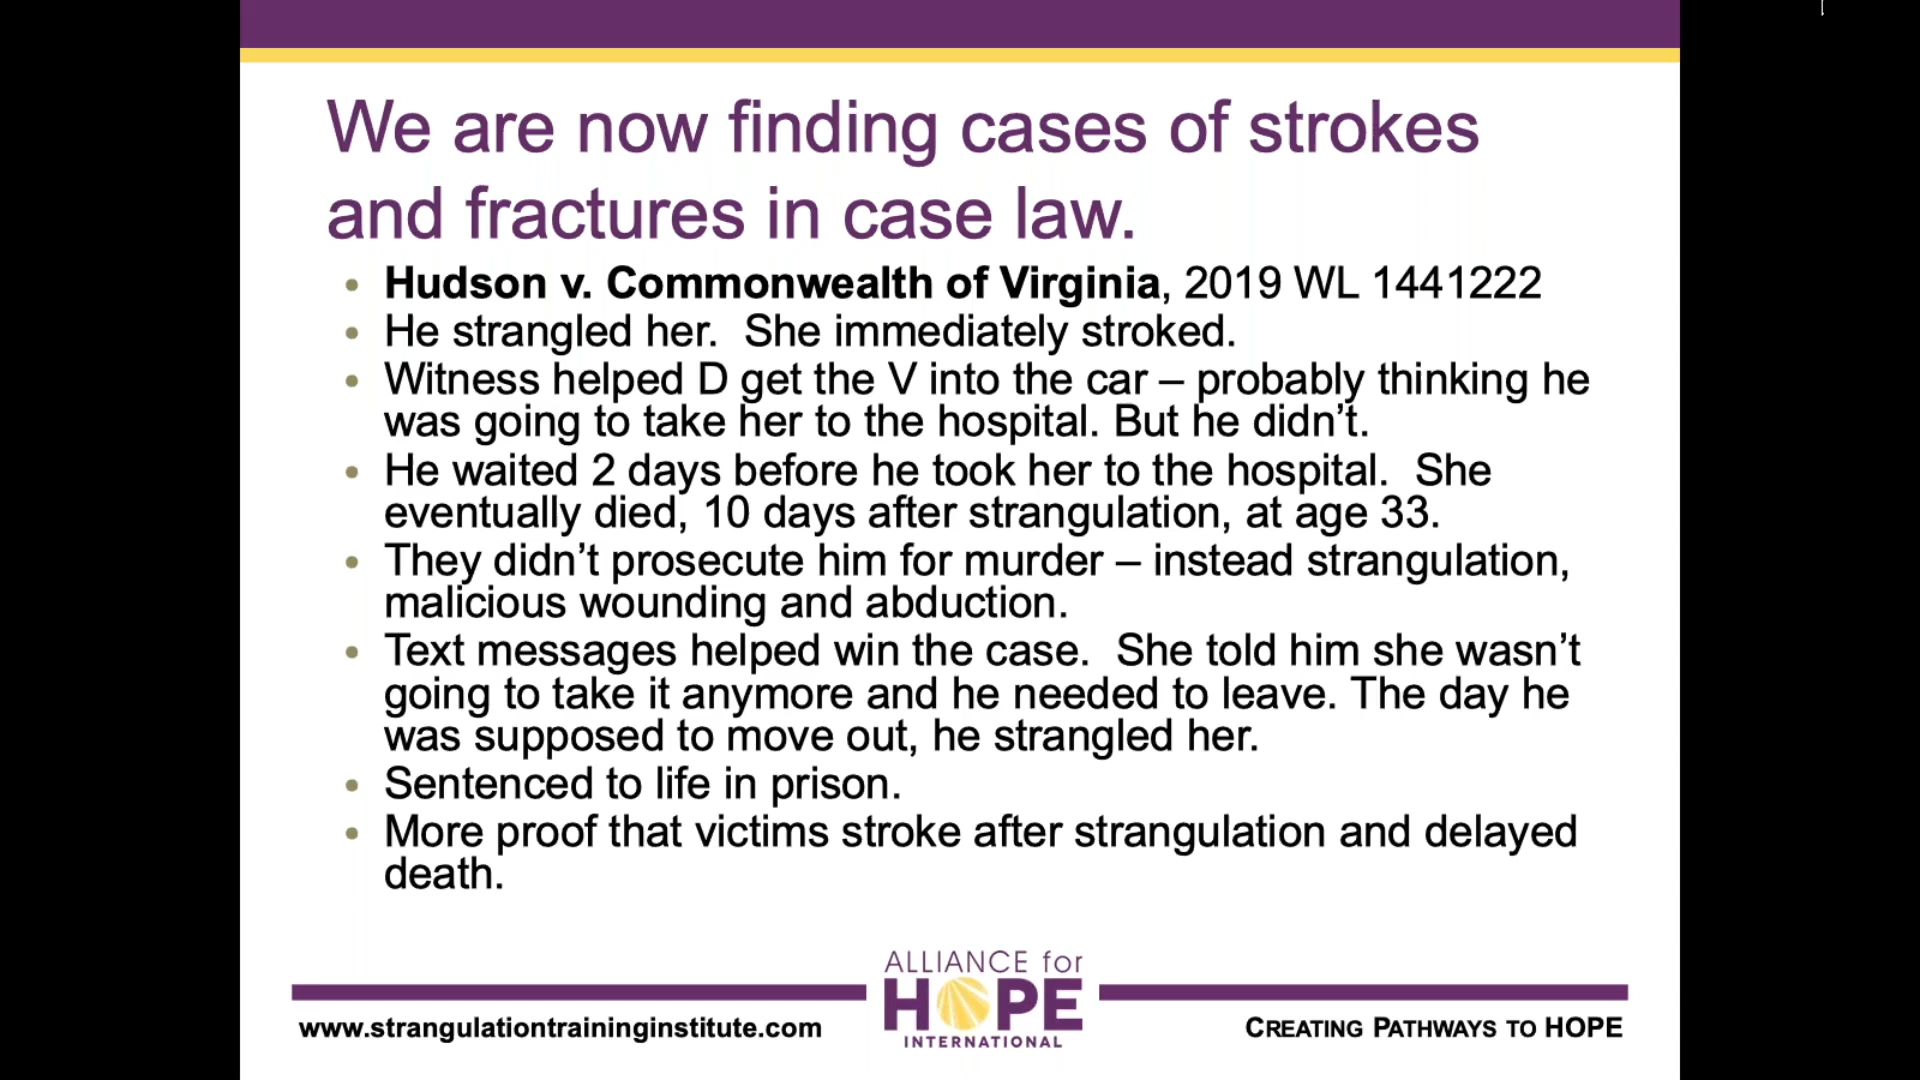 We are now finding cases of strokes
and fractures in case law.
• Hudson v. Commonwealth of Virginia, 2019 WL 1441222
• He strangled her.  She immediately stroked.
• Witness helped D get the V into the car – probably thinking he
was going to take her to the hospital. But he didn’t.
• He waited 2 days before he took her to the hospital.  She
eventually died, 10 days after strangulation, at age 33.
• They didn’t prosecute him for murder – instead strangulation,
malicious wounding and abduction.
• Text messages helped win the case.  She told him she wasn’t
going to take it anymore and he needed to leave. The day he
was supposed to move out, he strangled her.
• Sentenced to life in prison.
• More proof that victims stroke after strangulation and delayed
death.
www.strangulationtraininginstitute.com
ALLIANCE for
HOPE
INTERNATIONAL
CREATING PATHWAYS TO HOPE